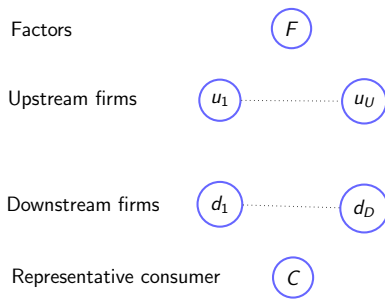 Factors F
Upstream firms u1 uU
Downstream firms d1 dD
Representative consumer C